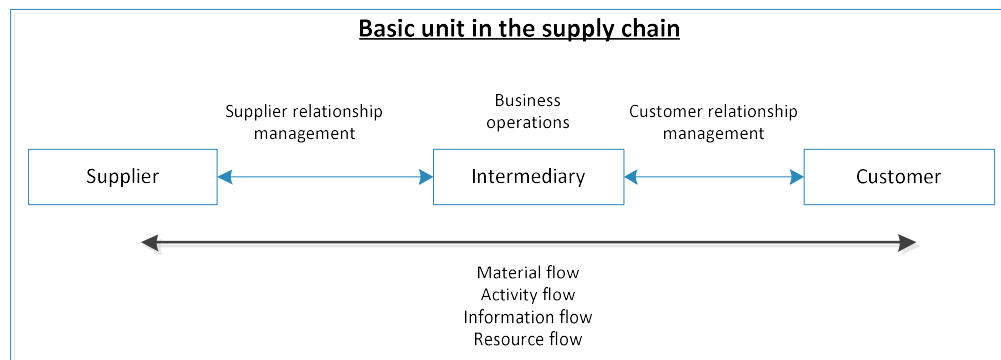 Basic unit in the supply chain
Supplier relationship
management
Business
operations
Customer relationship
management
Supplier
Intermediary
Customer
Material flow
Activity flow
Information flow
Resource flow